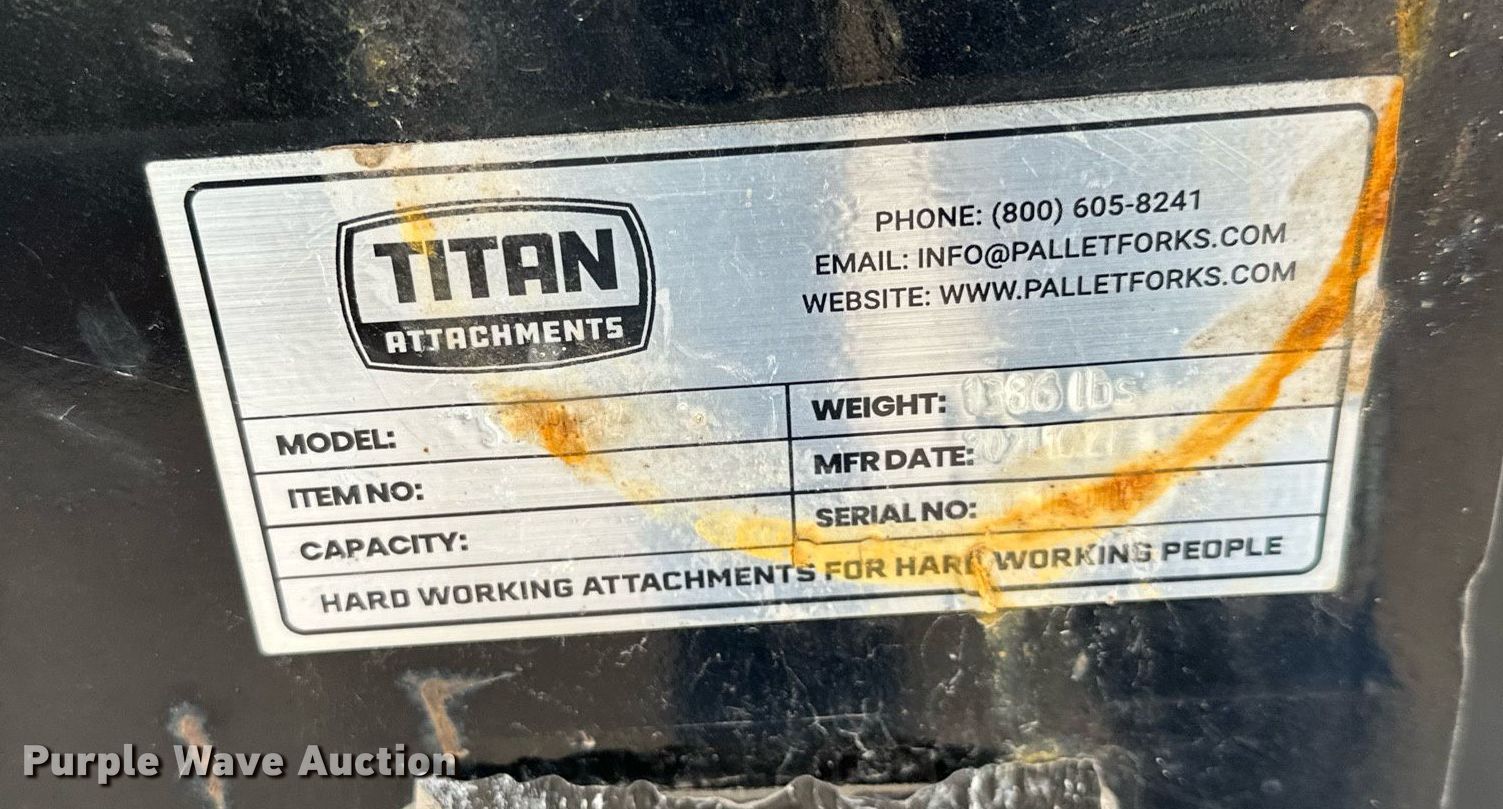 TITAN
ATTACHMENTS
PHONE: (800) 605-8241
EMAIL: INFO@PALLETFORKS.COM
WEBSITE: WWW.PALLETFORKS.COM
MODEL:
WEIGHT:
ITEM NO:
MFR DATE:
CAPACITY:
SERIAL NO:
HARD WORKING ATTACHMENTS FOR HARD WORKING PEOPLE
Purple Wave Auction